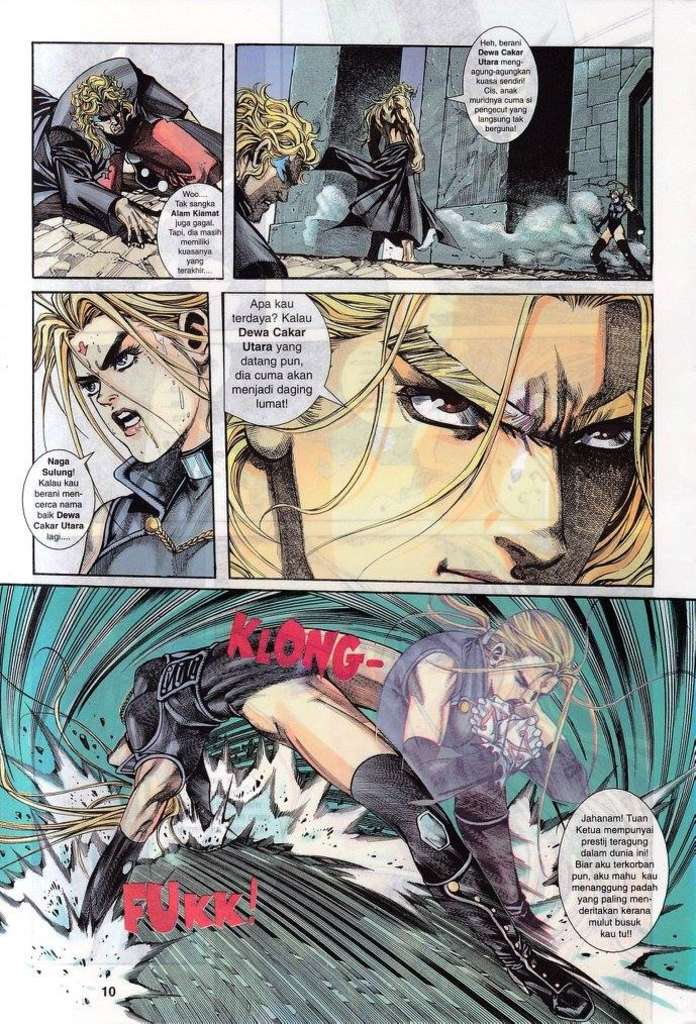 Woo....
Tak sangka
Alam Kiamat
juga gagal.
Tapi, dia masih
memiliki
kuasanya
terakhir....
Heh, berani
Dewa Cakar
Utara meng-
agung-agungkan
kuasa sendiri!
Cis, anak
muridnya cuma si
pengecut yang
langsung tak
berguna!
Naga
Sulung!
Kalau kau
berani men-
cerca nama
baik Dewa
Cakar Utara
lagi....
Apa kau
terdaya? Kalau
Dewa Cakar
Utara yang
datang pun,
dia cuma akan
menjadi daging
lumat!
KLONG-
FUKK!
Jahanam! Tuan
Ketua mempunyai
prestij teragung
dalam dunia ini!
Biar aku terkorban
pun, aku mahu kau
menanggung padah
yang paling men-
deritakan kerana
mulut busuk
kau tu!!
10